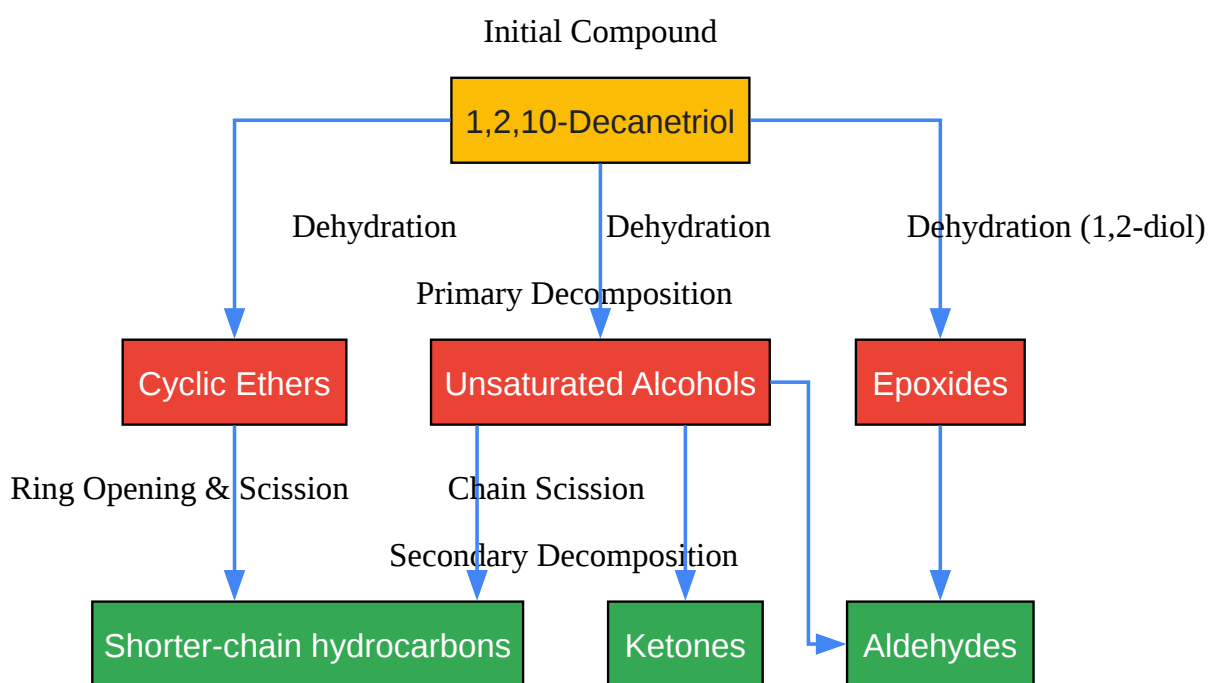 Initial Compound
1,2,10-Decanetriol
Dehydration
Dehydration
Dehydration (1,2-diol)
Primary Decomposition
Cyclic Ethers
Unsaturated Alcohols
Epoxides
Ring Opening & Scission
Chain Scission
Secondary Decomposition
Shorter-chain hydrocarbons
Ketones
Aldehydes